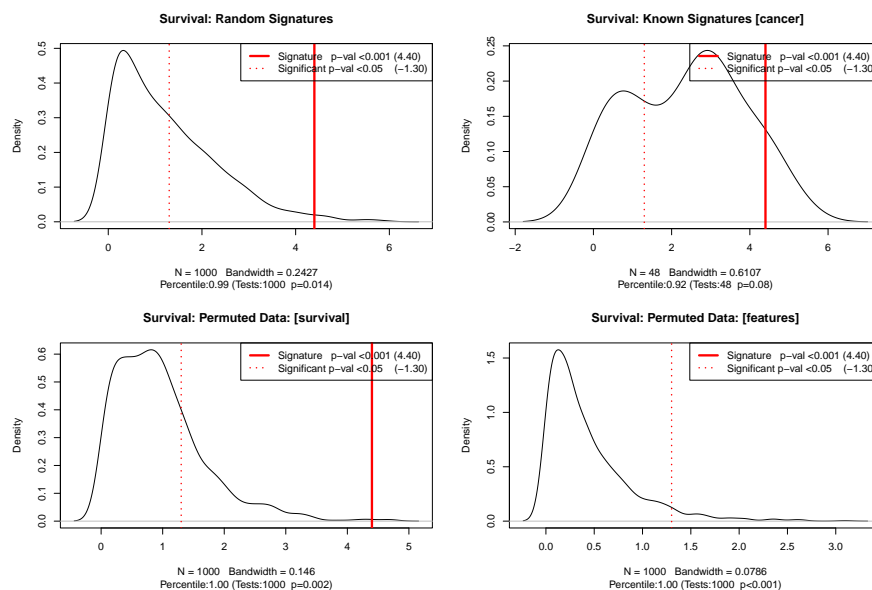 Survival: Random Signatures
Signature   p−val <0.001 (4.40)
Significant p−val <0.05    (−1.30)
Density
0.0 0.1 0.2 0.3 0.4 0.5
0 2 4 6
N = 1000   Bandwidth = 0.2427
Percentile:0.99 (Tests:1000  p=0.014)
Survival: Known Signatures [cancer]
Signature   p−val <0.001 (4.40)
Significant p−val <0.05    (−1.30)
Density
0.00 0.05 0.10 0.15 0.20 0.25
−2 0 2 4 6
N = 48   Bandwidth = 0.6107
Percentile:0.92 (Tests:48  p=0.08)
Survival: Permuted Data: [survival]
Signature   p−val <0.001 (4.40)
Significant p−val <0.05    (−1.30)
Density
0.0 0.1 0.2 0.3 0.4 0.5 0.6
0 1 2 3 4 5
N = 1000   Bandwidth = 0.146
Percentile:1.00 (Tests:1000  p=0.002)
Survival: Permuted Data: [features]
Signature   p−val <0.001 (4.40)
Significant p−val <0.05    (−1.30)
Density
0.0 0.5 1.0 1.5
0.0 0.5 1.0 1.5 2.0 2.5 3.0
N = 1000   Bandwidth = 0.0786
Percentile:1.00 (Tests:1000  p<0.001)